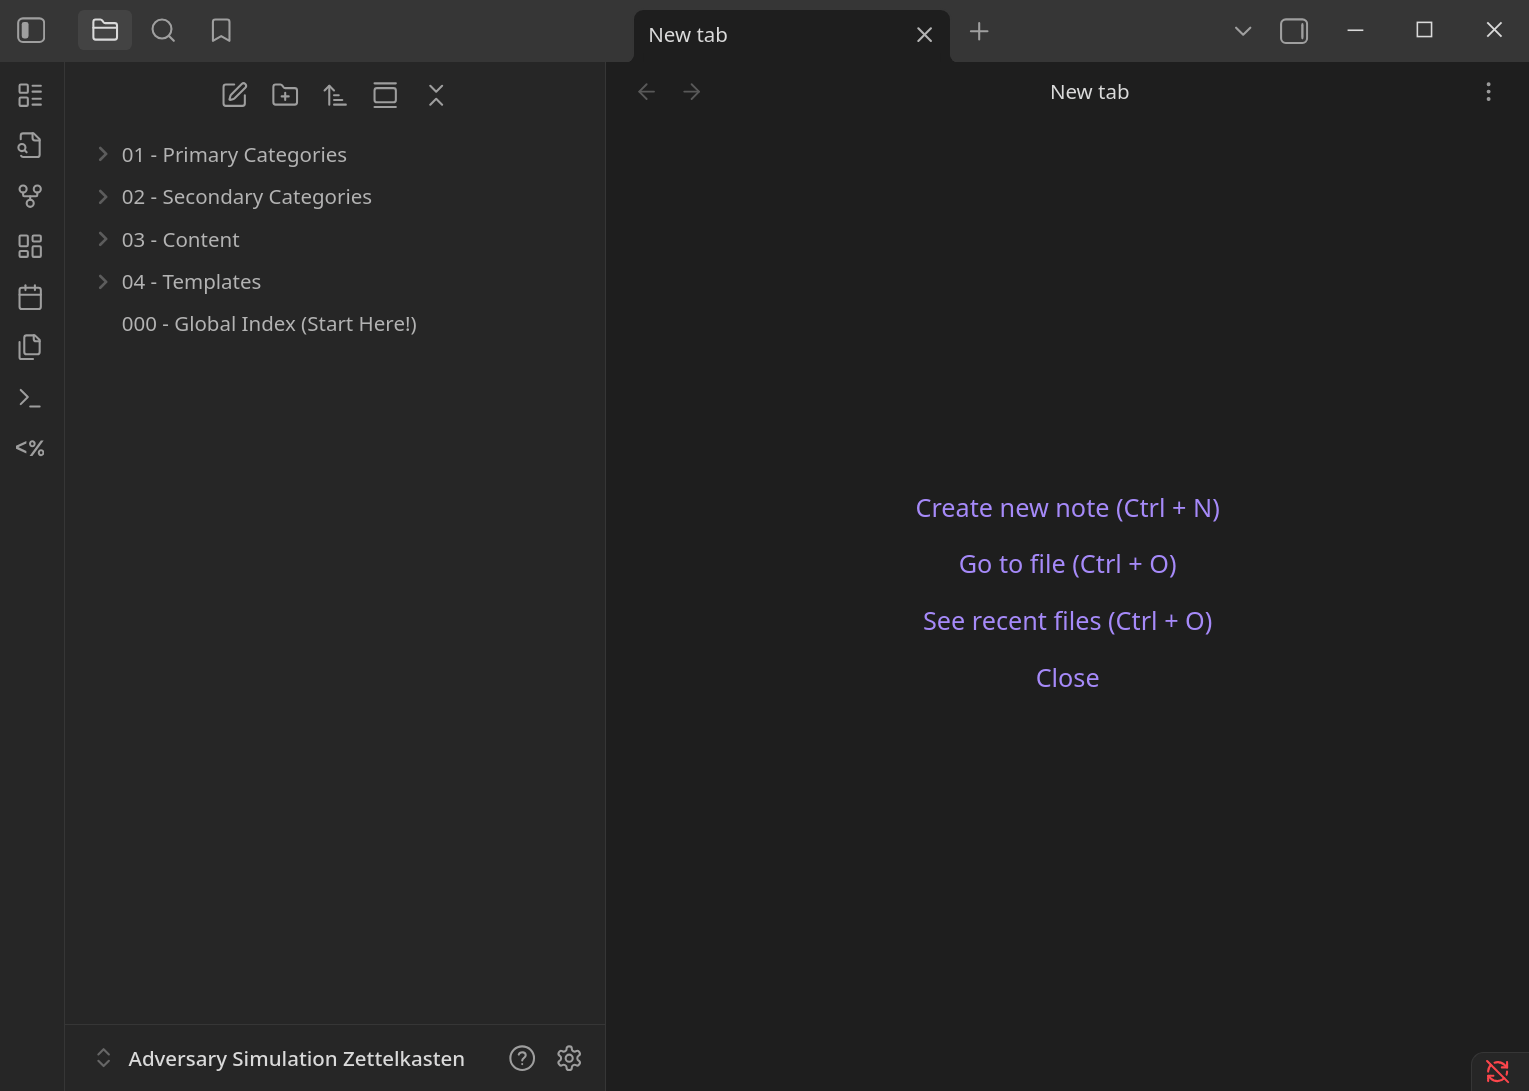 New tab
New tab
01 - Primary Categories
02 - Secondary Categories
03 - Content
04 - Templates
000 - Global Index (Start Here!)
<%
Create new note (Ctrl + N)
Go to file (Ctrl + O)
See recent files (Ctrl + O)
Close
Adversary Simulation Zettelkasten